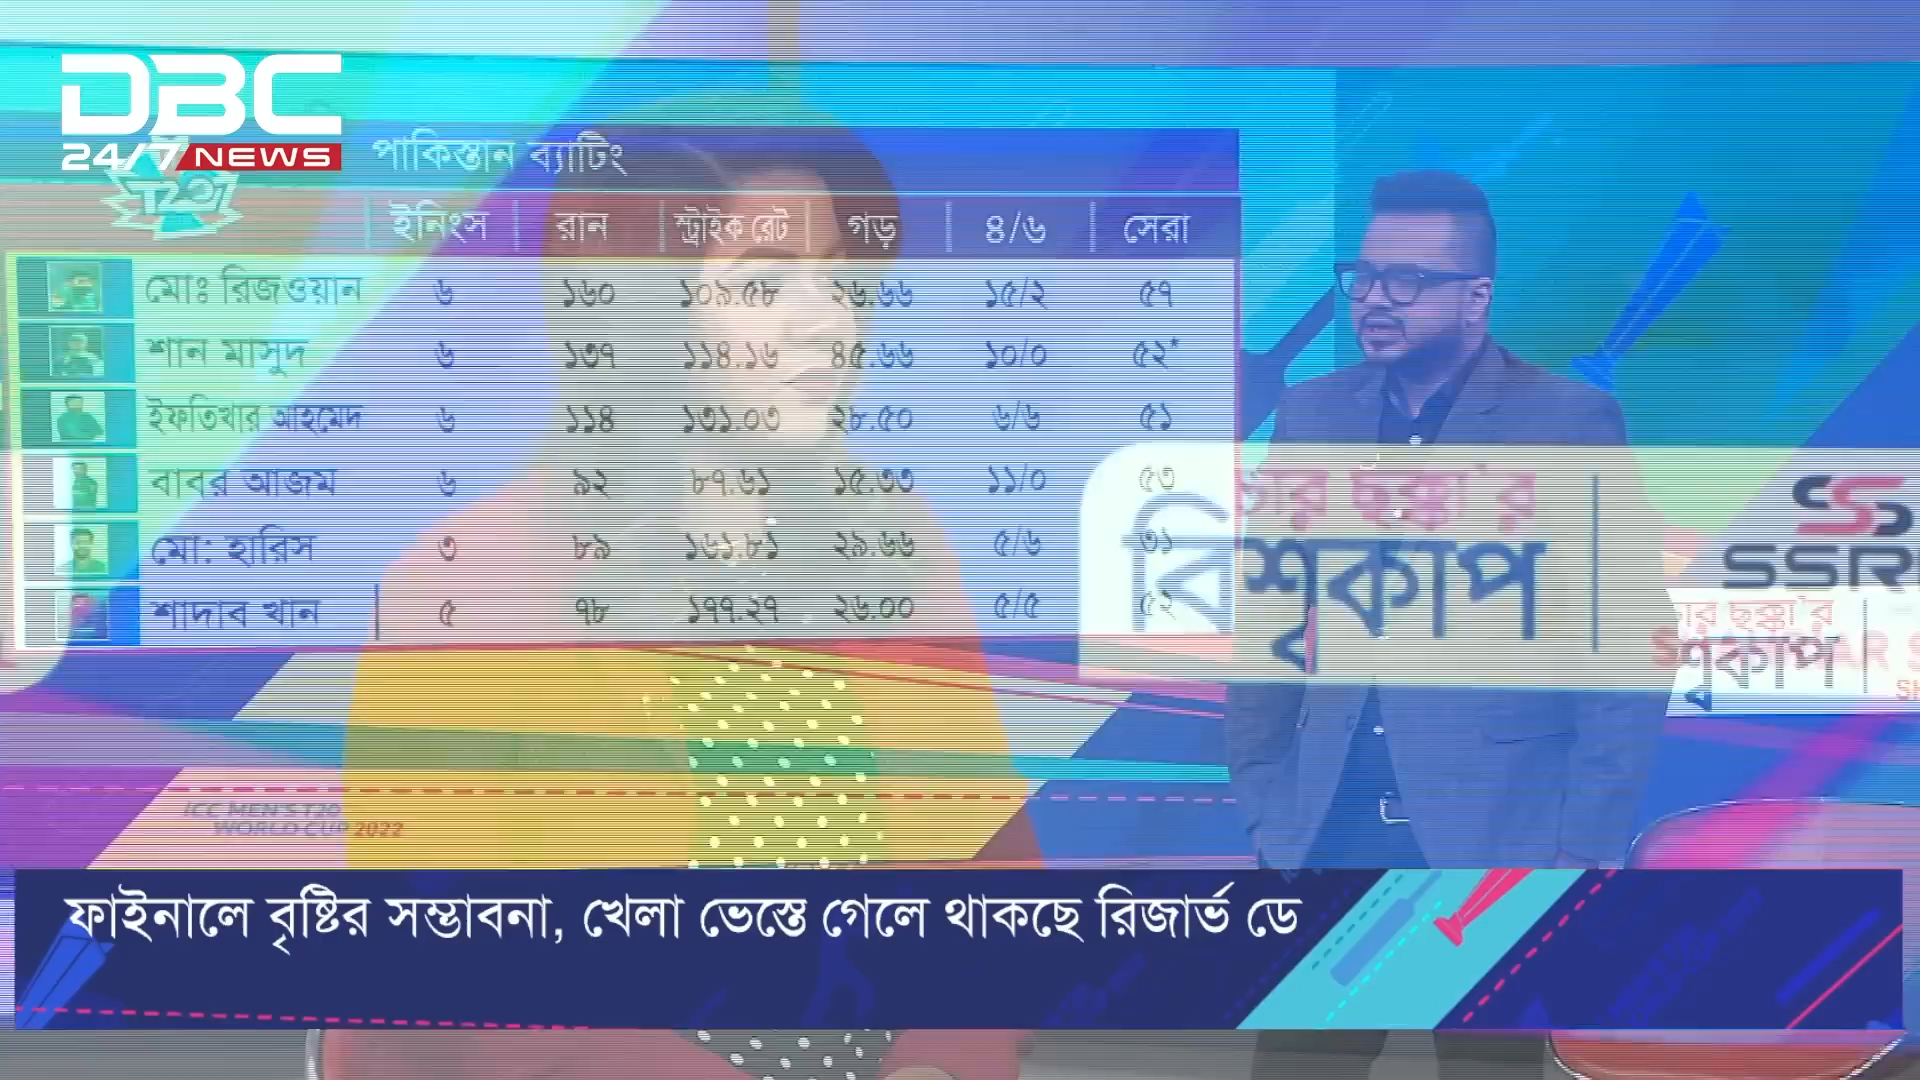 DBC
24/7 NEWS
T20
পাকিস্তান ব্যাটিং
ইনিংস | রান | স্ট্রাইক রেট | গড় | ৪/৬ | সেরা
মোঃ রিজওয়ান ৬ ১৬০ ১০৯.৫৮ ২৬.৬৬ ১৫/২ ৫৭
শান মাসুদ ৬ ১৩৭ ১১৪.১৬ ৪৫.৬৬ ১০/০ ৫২*
ইফতিখার আহমেদ ৬ ১১৪ ১৩১.০৩ ২৮.৫০ ৬/৬ ৫১
বাবর আজম ৬ ৯২ ৮৭.৬১ ১৫.৩৩ ১১/০ ৫৩
মো: হারিস ৩ ৮৯ ১৬১.৮১ ২৯.৬৬ ৫/৬ ৩১
শাদাব খান ৫ ৭৮ ১৭৭.২৭ ২৬.০০ ৫/৫ ৫২
চার ছক্কা'র
বিশ্বকাপ
SSR
ছক্কা'র
ICC MEN'S T20
WORLD CUP 2022
ফাইনালে বৃষ্টির সম্ভাবনা, খেলা ভেস্তে গেলে থাকছে রিজার্ভ ডে